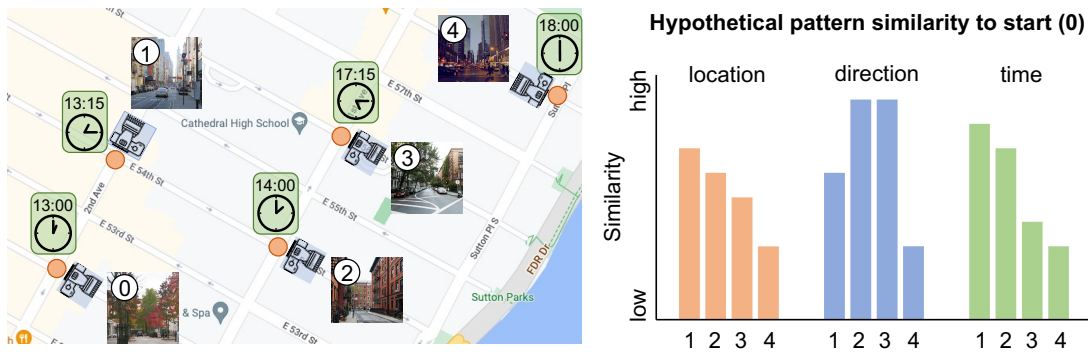 1
13:15
2nd Ave
17:15
4
18:00
Sutton Pl
E 57th St
Cathedral High School
3
E 54th St
13:00
14:00
E 55th St
E 53rd St
Sutton Pl S
FDR Dr
0
& Spa
2
Sutton Parks
E 53rd St
h
Hypothetical pattern similarity to start (0)
location
direction
time
high
Similarity
low
1 2 3 4
1 2 3 4
1 2 3 4